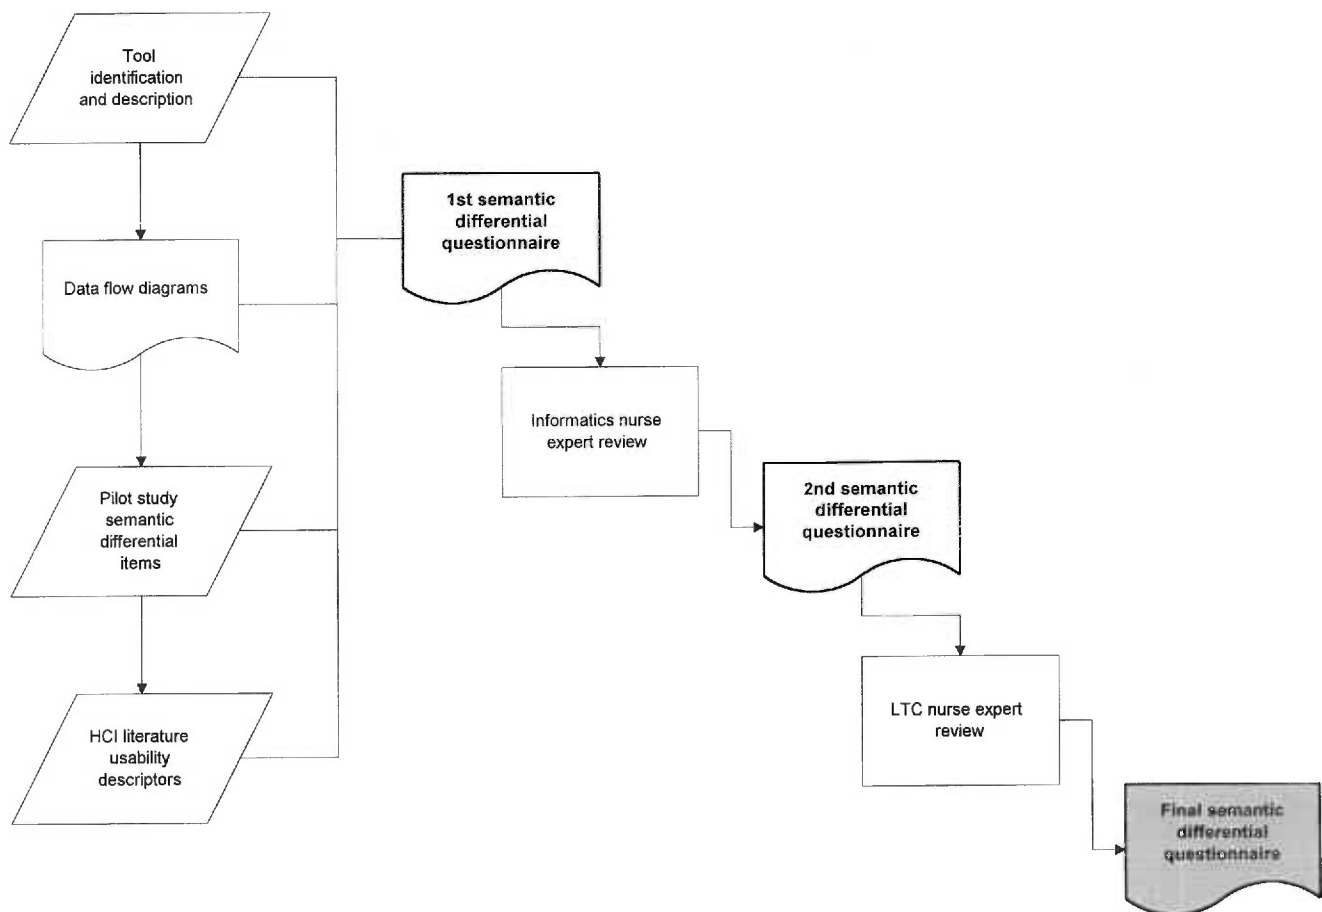 Tool
identification
and description
Data flow diagrams
Pilot study
semantic
differential
items
HCI literature
usability
descriptors
1st semantic
differential
questionnaire
Informatics nurse
expert review
2nd semantic
differential
questionnaire
LTC nurse expert
review
Final semantic
differential
questionnaire